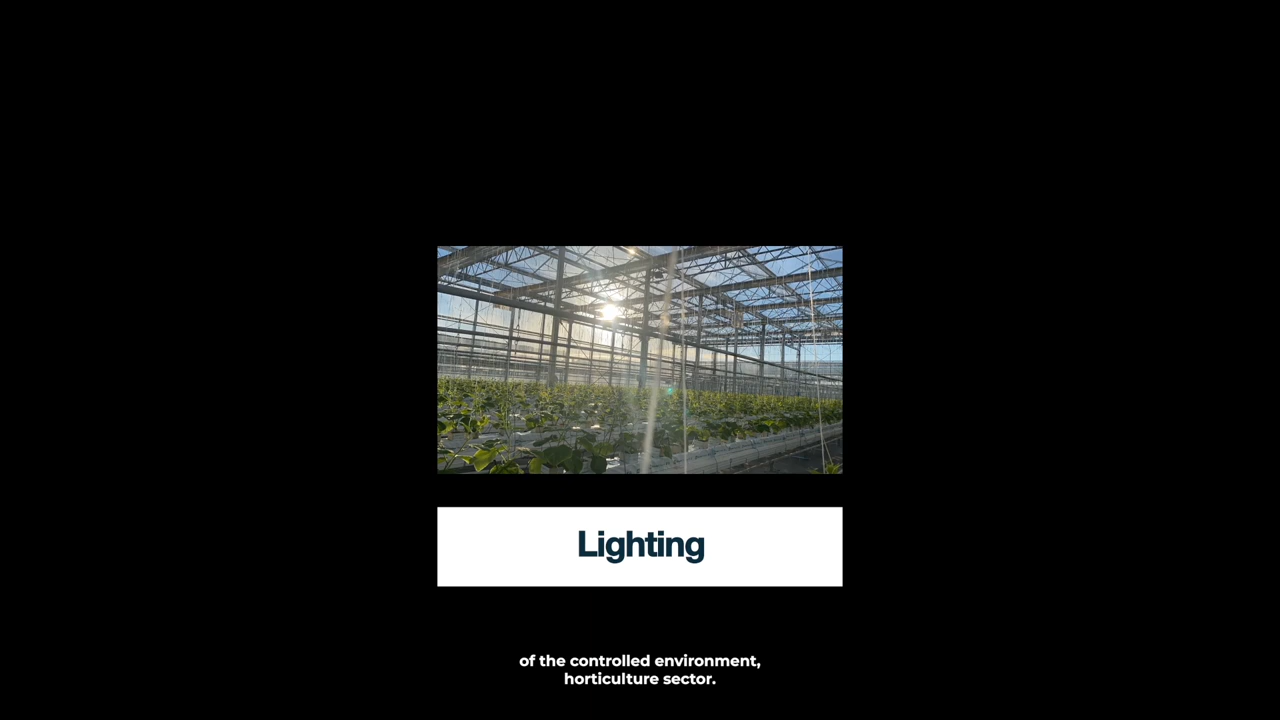 Lighting
of the controlled environment,
horticulture sector.